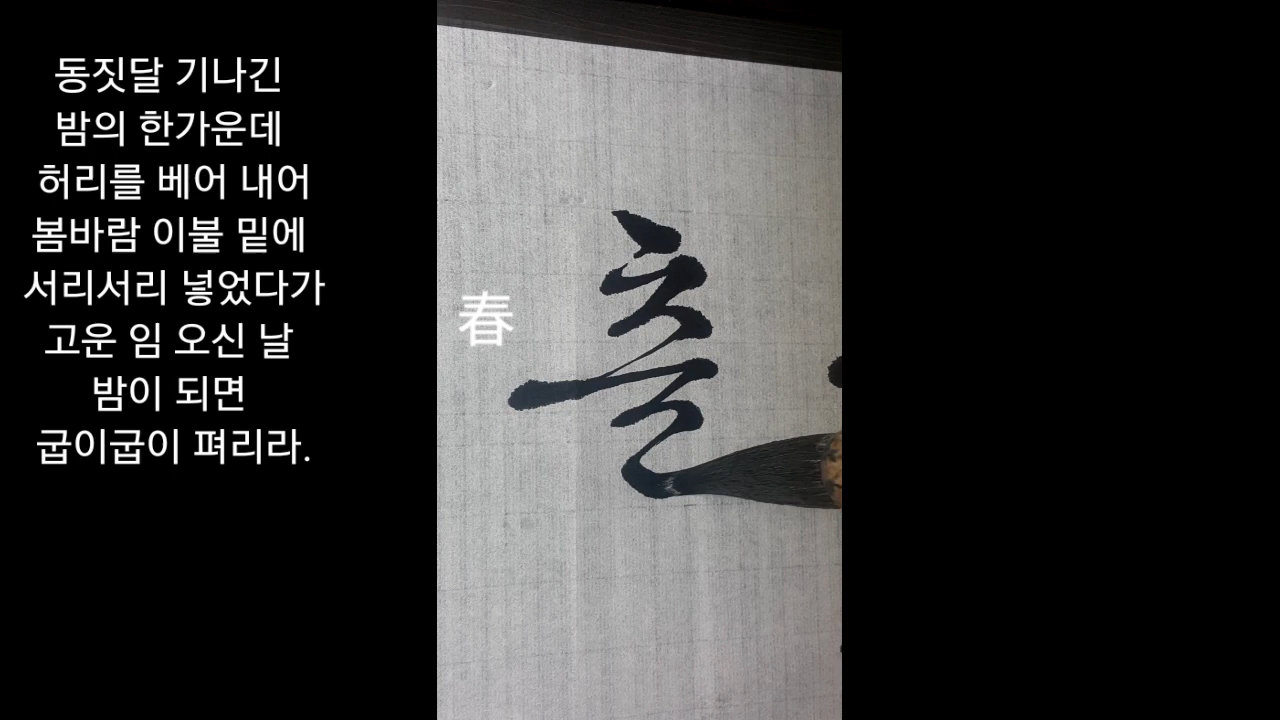 동짓달 기나긴
밤의 한가운데
허리를 베어 내어
봄바람 이불 밑에
서리서리 넣었다가
고운 임 오신 날
밤이 되면
굽이굽이 펴리라.
春